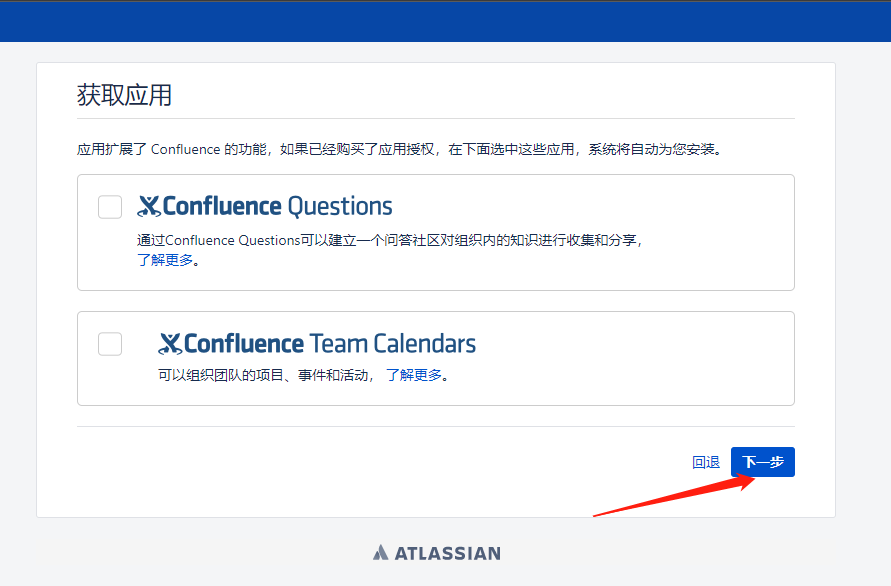 获取应用
应用扩展了 Confluence 的功能，如果已经购买了应用授权，在下面选中这些应用，系统将自动为您安装。
Confluence Questions
通过Confluence Questions可以建立一个问答社区对组织内的知识进行收集和分享，
了解更多。
Confluence Team Calendars
可以组织团队的项目、事件和活动， 了解更多。
回退 下一步
ATLASSIAN